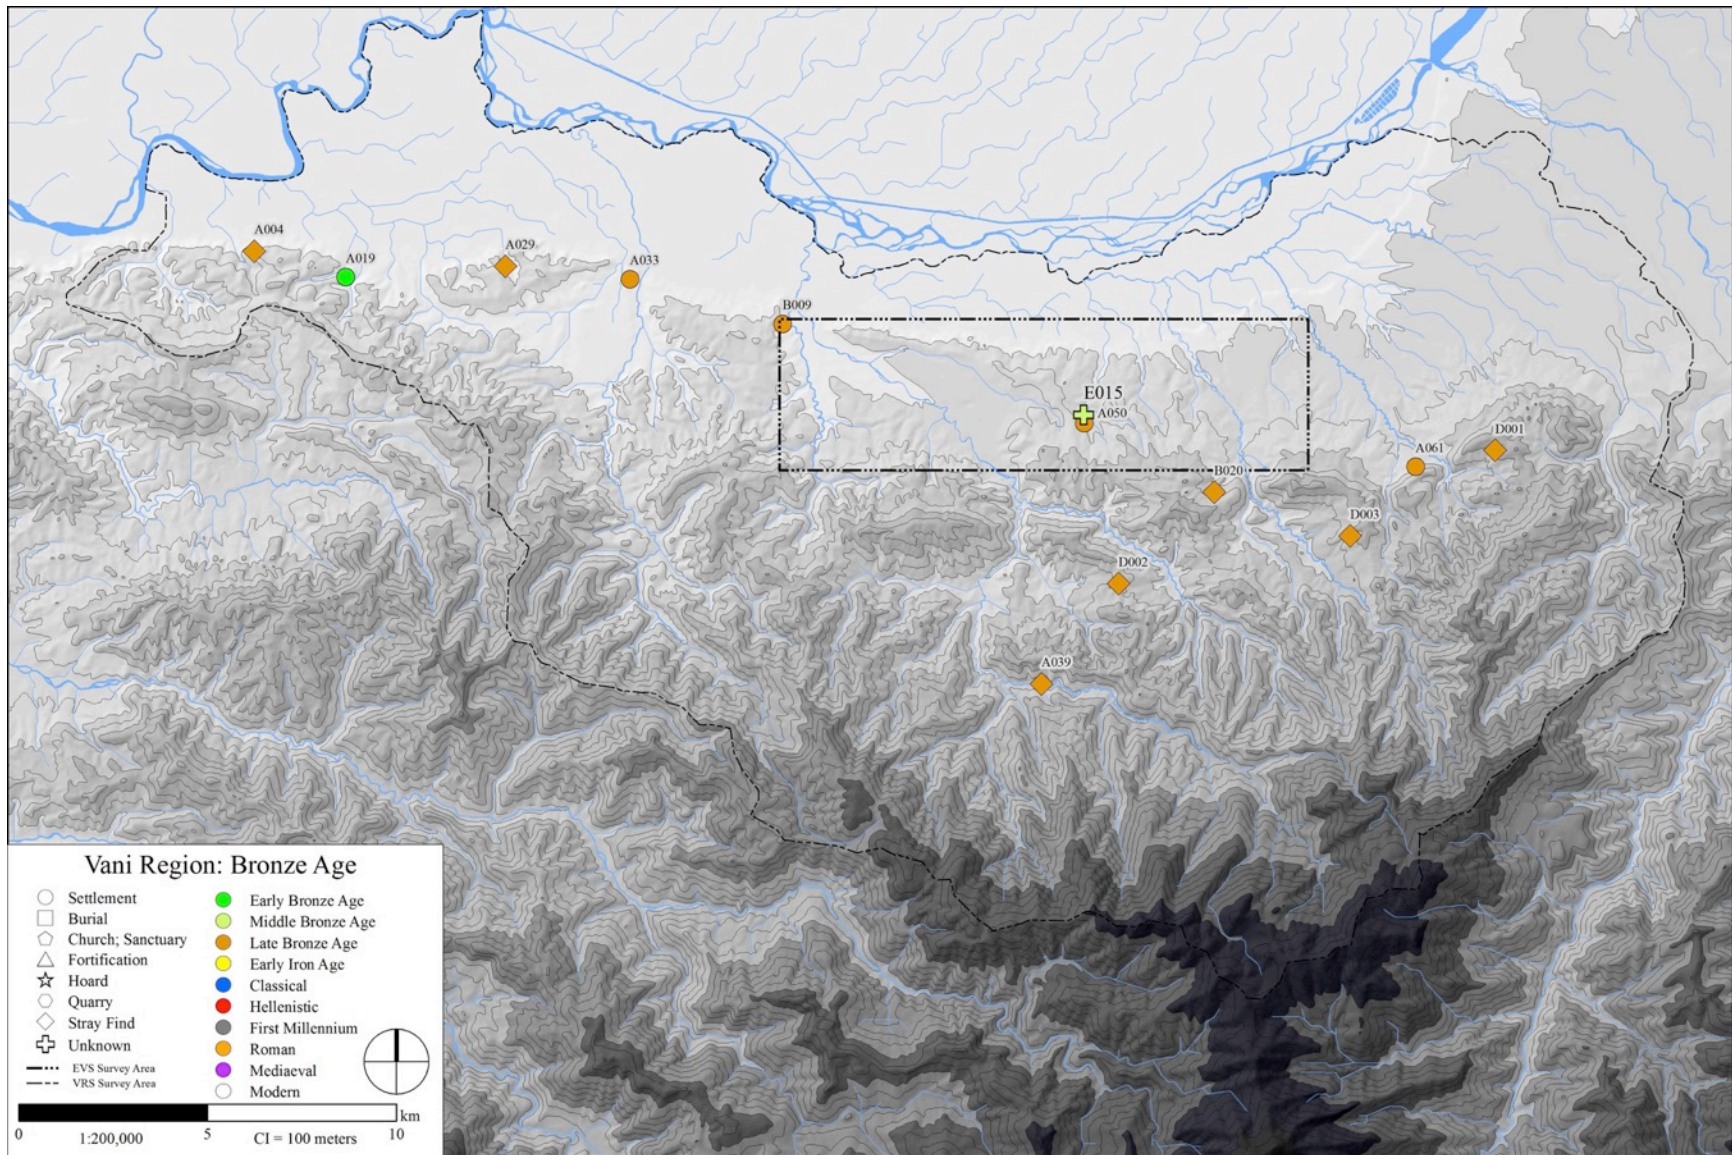 A004
A019
A029
A033
B009
E015
A050
D001
A061
B020
D003
D002
A039
Vani Region: Bronze Age
Settlement
Burial
Church; Sanctuary
Fortification
Hoard
Quarry
Stray Find
Unknown
EVS Survey Area
VRS Survey Area
Early Bronze Age
Middle Bronze Age
Late Bronze Age
Early Iron Age
Classical
Hellenistic
First Millennium
Roman
Mediaeval
Modern
km
0 1:200,000 5 CI = 100 meters 10